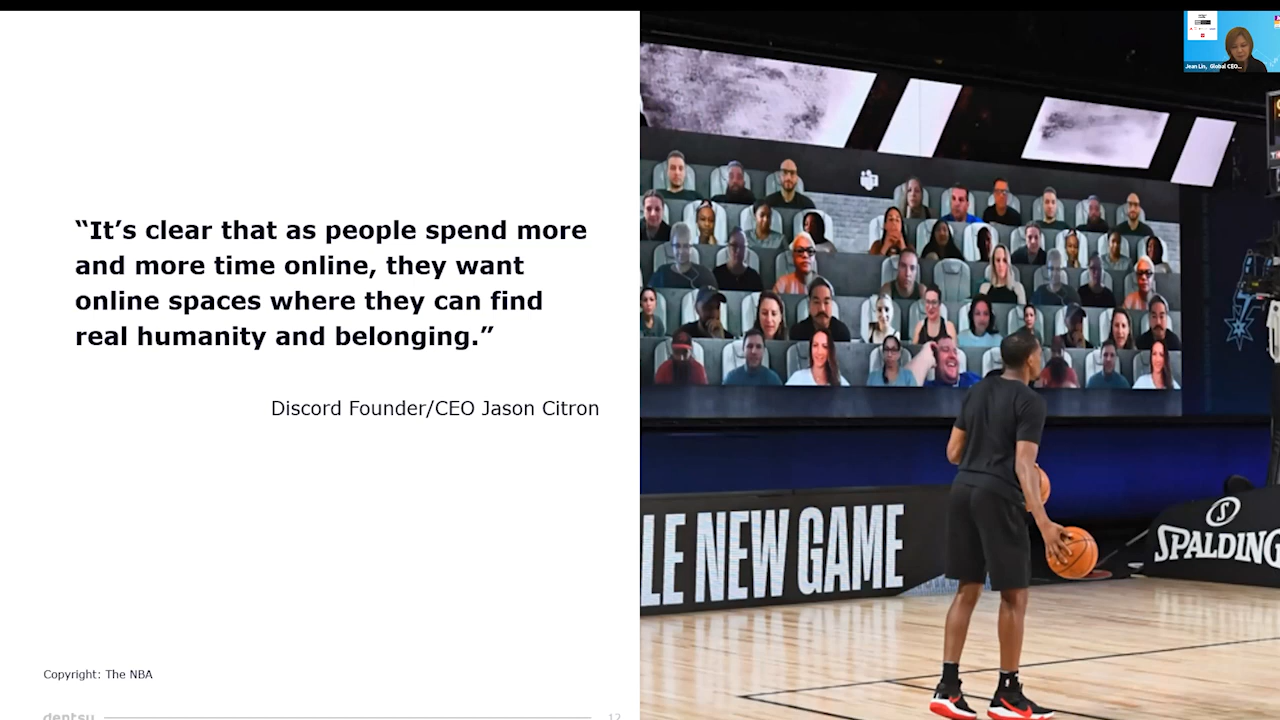 “It’s clear that as people spend more
and more time online, they want
online spaces where they can find
real humanity and belonging.”
Discord Founder/CEO Jason Citron
Copyright: The NBA
dentsu
12
Jean Lin, Global CEO...
LE NEW GAME
SPALDING